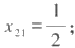 x₂₁ = 1/2 ;